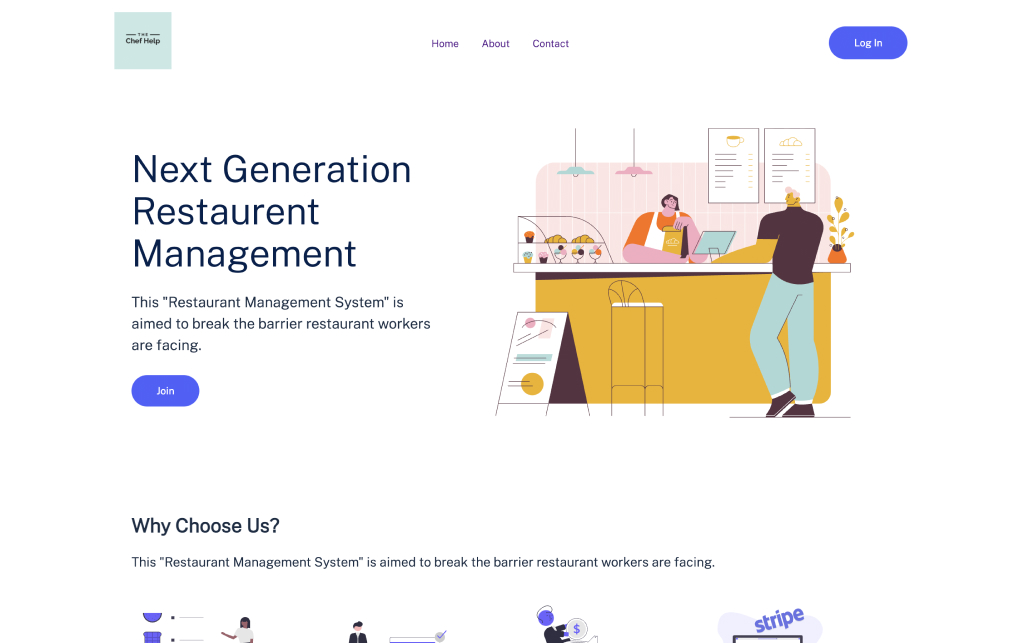 THE
Chef Help
Home
About
Contact
Log In
Next Generation
Restaurent
Management
This "Restaurant Management System" is
aimed to break the barrier restaurant workers
are facing.
Join
Why Choose Us?
This "Restaurant Management System" is aimed to break the barrier restaurant workers are facing.
$
stripe